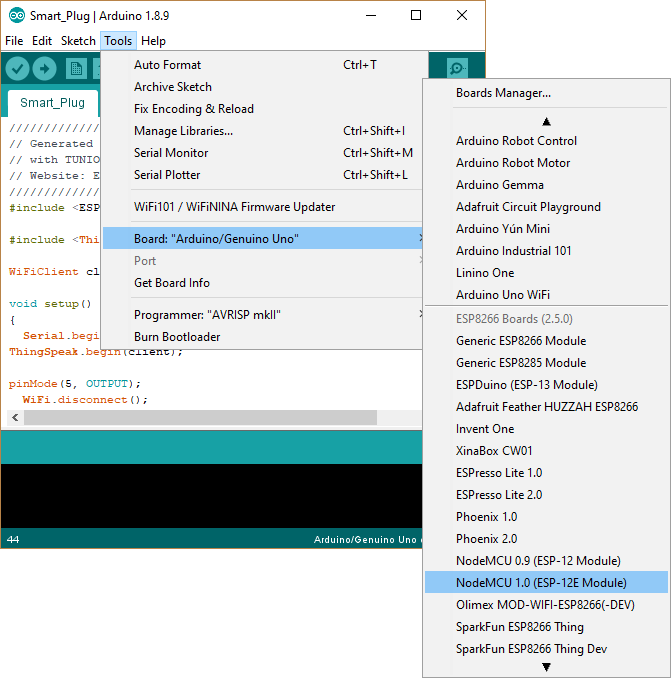 Smart_Plug | Arduino 1.8.9
File Edit Sketch Tools Help
Smart_Plug
/////////////
// Generated
// with TUNIO
// Website: E
/////////////
#include <ESP
#include <Thi
WiFiClient cl
void setup()
{
Serial.begi
ThingSpeak.begin(client);
pinMode(5, OUTPUT);
WiFi.disconnect();
44
Arduino/Genuino Uno
Auto Format Ctrl+T
Archive Sketch
Fix Encoding & Reload
Manage Libraries... Ctrl+Shift+I
Serial Monitor Ctrl+Shift+M
Serial Plotter Ctrl+Shift+L
WiFi101 / WiFiNINA Firmware Updater
Board: "Arduino/Genuino Uno"
Port
Get Board Info
Programmer: "AVRISP mkII"
Burn Bootloader
Boards Manager...
Arduino Robot Control
Arduino Robot Motor
Arduino Gemma
Adafruit Circuit Playground
Arduino Yún Mini
Arduino Industrial 101
Linino One
Arduino Uno WiFi
ESP8266 Boards (2.5.0)
Generic ESP8266 Module
Generic ESP8285 Module
ESPDuino (ESP-13 Module)
Adafruit Feather HUZZAH ESP8266
Invent One
XinaBox CW01
ESPresso Lite 1.0
ESPresso Lite 2.0
Phoenix 1.0
Phoenix 2.0
NodeMCU 0.9 (ESP-12 Module)
NodeMCU 1.0 (ESP-12E Module)
Olimex MOD-WIFI-ESP8266(-DEV)
SparkFun ESP8266 Thing
SparkFun ESP8266 Thing Dev